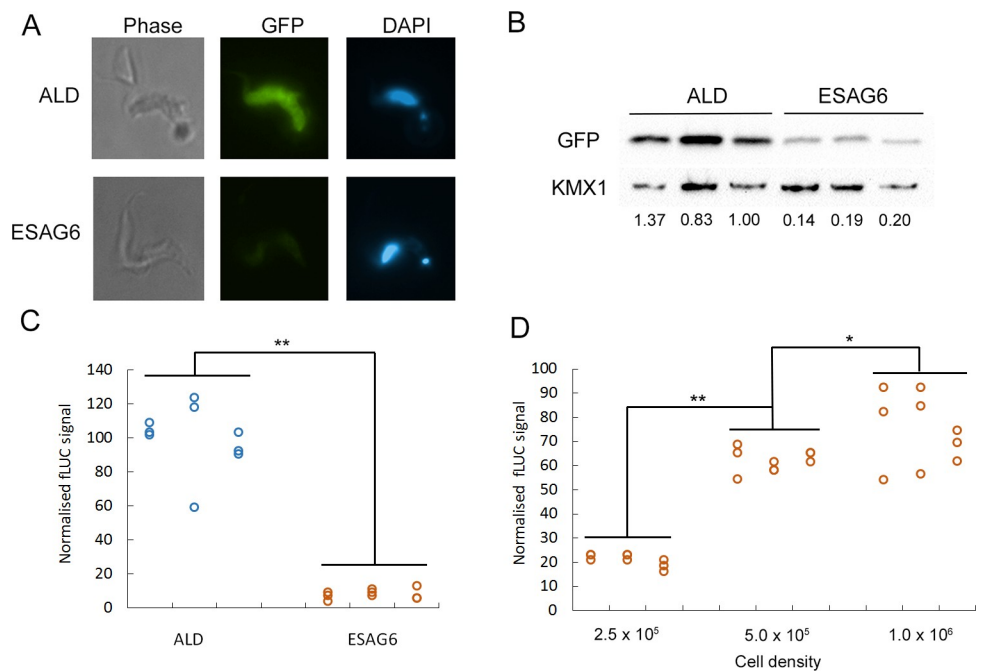 A
Phase GFP DAPI
ALD
ESAG6
B
ALD ESAG6
GFP
KMX1
1.37 0.83 1.00 0.14 0.19 0.20
C
**
Normalised fLUC signal
140
120
100
80
60
40
20
0
ALD ESAG6
D
*
**
Normalised fLUC signal
100
90
80
70
60
50
40
30
20
10
0
2.5 x 10⁵ 5.0 x 10⁵ 1.0 x 10⁶
Cell density